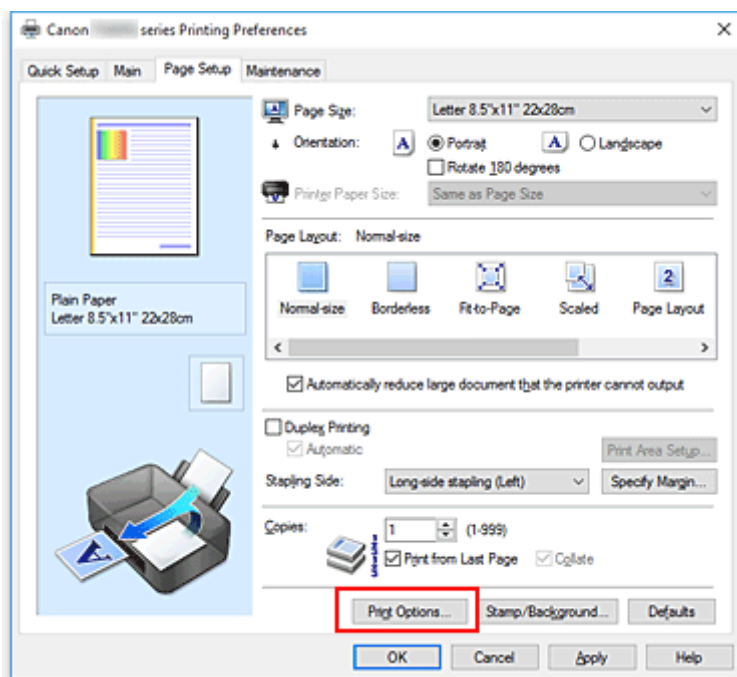 Canon series Printing Preferences
Quick Setup Main Page Setup Maintenance
Page Size: Letter 8.5"x11" 22x28cm
Orientation: A Portrait A Landscape
Rotate 180 degrees
Printer Paper Size: Same as Page Size
Page Layout: Normal-size
2
Normal-size Borderless Fit-to-Page Scaled Page Layout
Plain Paper
Letter 8.5"x11" 22x28cm
Automatically reduce large document that the printer cannot output
Duplex Printing
Automatic
Print Area Setup...
Stapling Side: Long-side stapling (Left) Specify Margin...
Copies: 1 (1-999)
Print from Last Page Collate
A
Print Options... Stamp/Background... Defaults
OK Cancel Apply Help